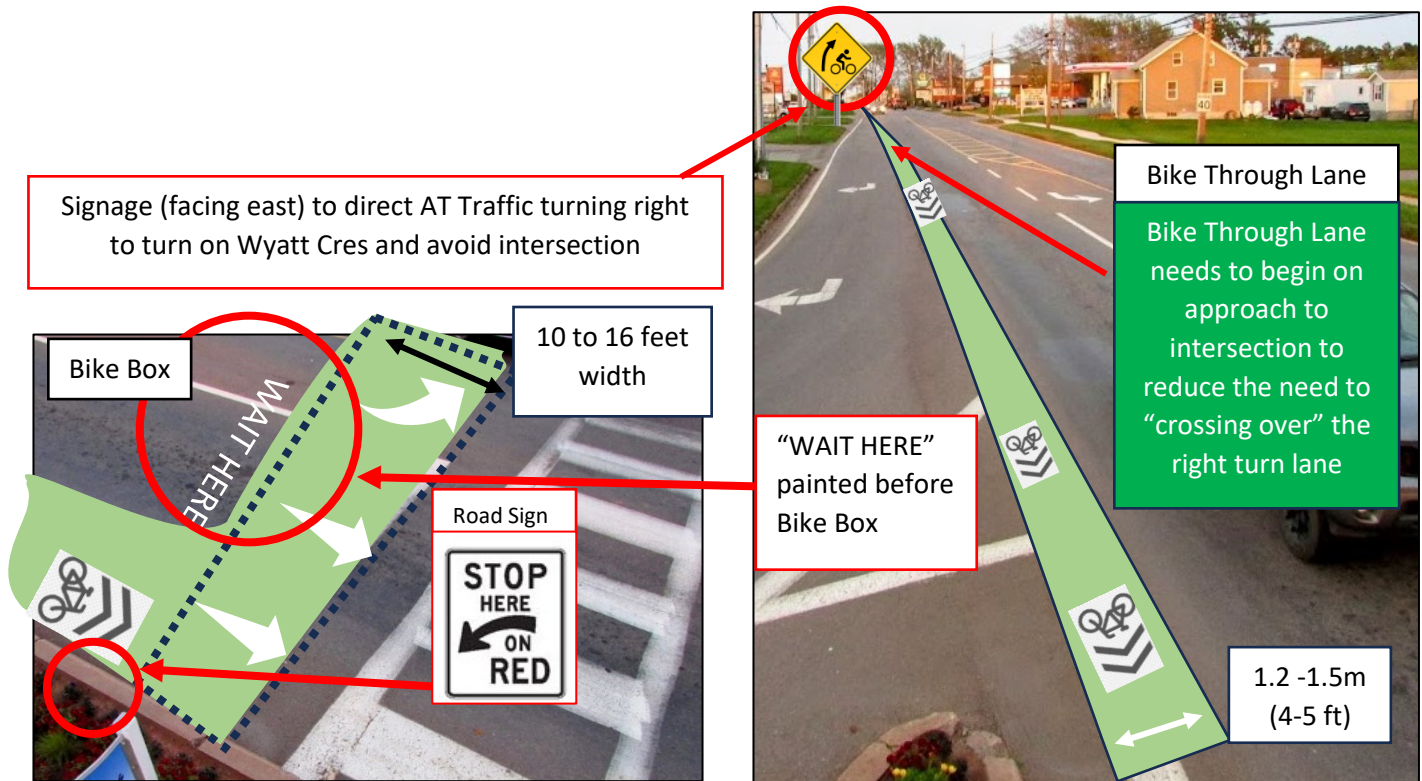 Signage (facing east) to direct AT Traffic turning right
to turn on Wyatt Cres and avoid intersection
Bike Box
WAIT HERE
10 to 16 feet
width
Road Sign
STOP
HERE
ON
RED
"WAIT HERE"
painted before
Bike Box
40
Bike Through Lane
Bike Through Lane
needs to begin on
approach to
intersection to
reduce the need to
"crossing over" the
right turn lane
1.2 -1.5m
(4-5 ft)